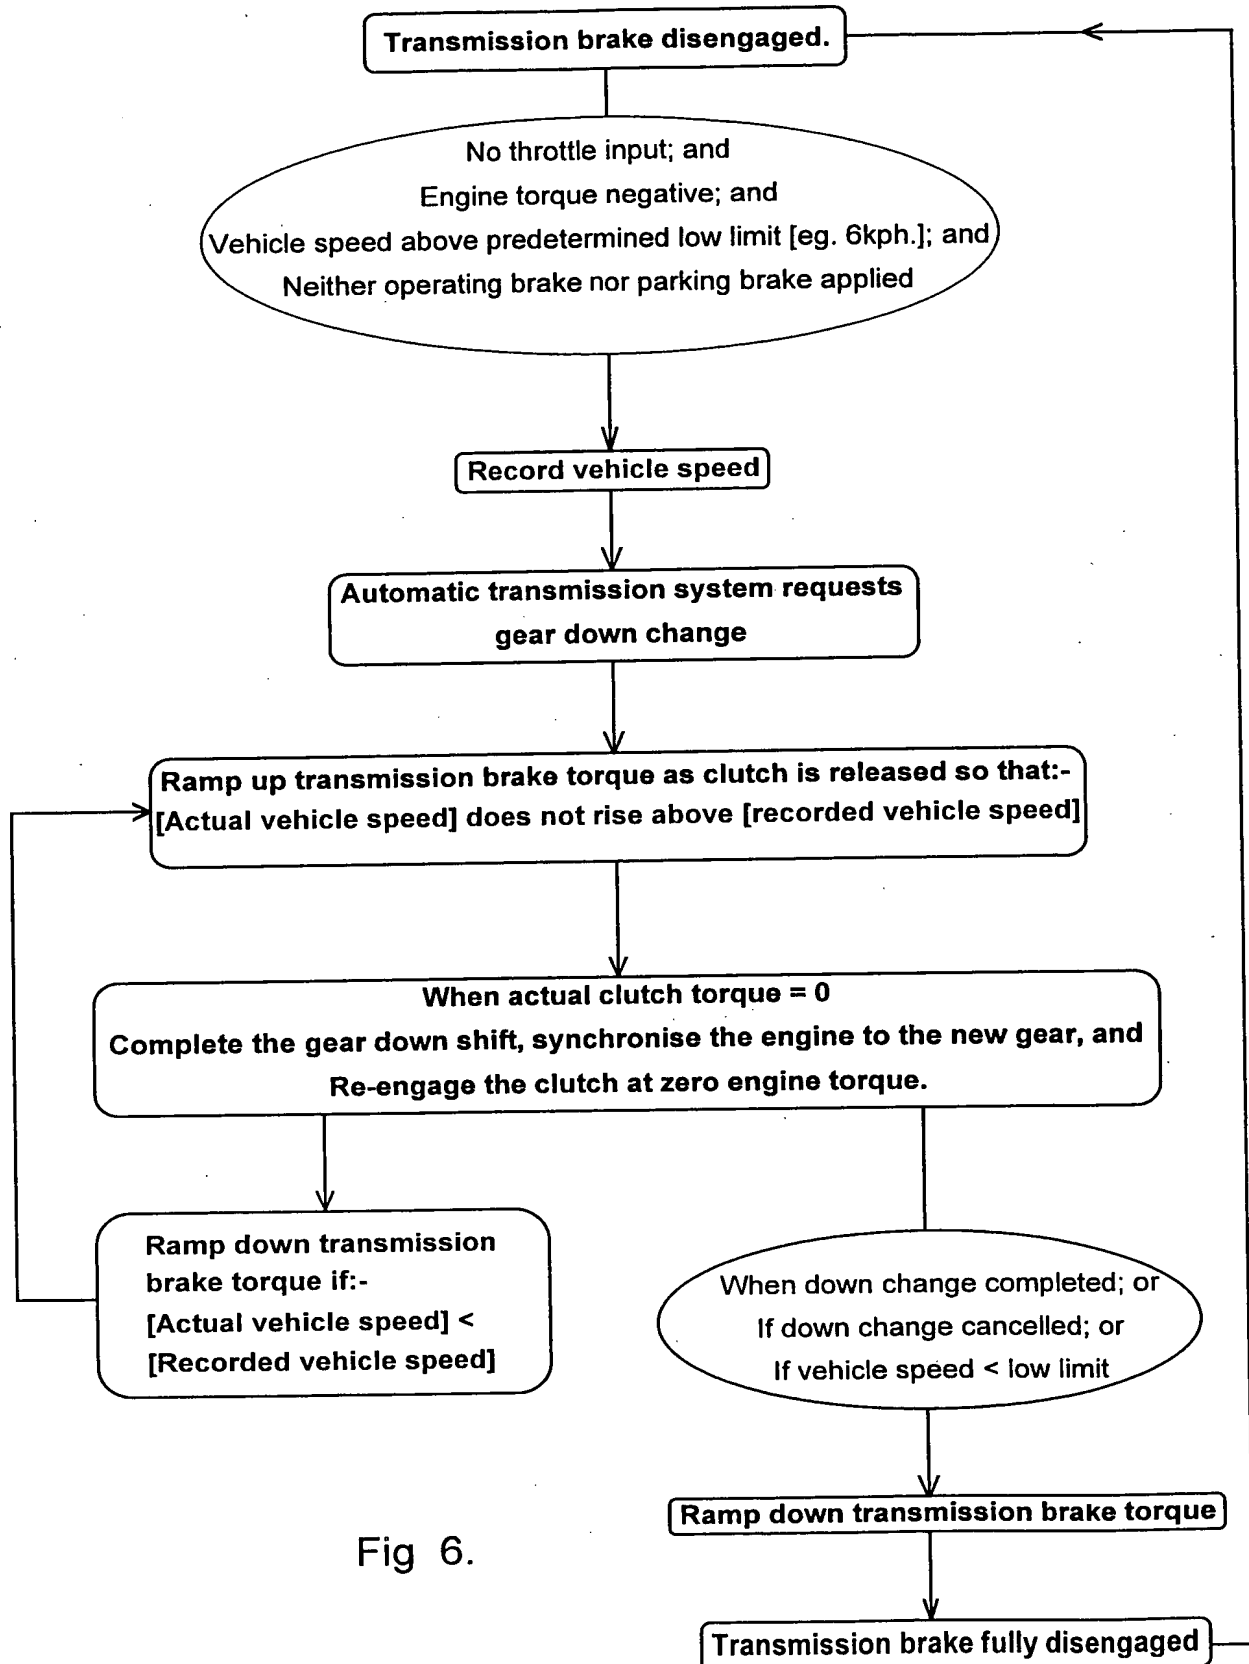 Transmission brake disengaged.
No throttle input; and
Engine torque negative; and
Vehicle speed above predetermined low limit [eg. 6kph.]; and
Neither operating brake nor parking brake applied
Record vehicle speed
Automatic transmission system requests
gear down change
Ramp up transmission brake torque as clutch is released so that:-
[Actual vehicle speed] does not rise above [recorded vehicle speed]
When actual clutch torque = 0
Complete the gear down shift, synchronise the engine to the new gear, and
Re-engage the clutch at zero engine torque.
Ramp down transmission
brake torque if:-
[Actual vehicle speed] <
[Recorded vehicle speed]
When down change completed; or
If down change cancelled; or
If vehicle speed < low limit
Ramp down transmission brake torque
Transmission brake fully disengaged
Fig 6.